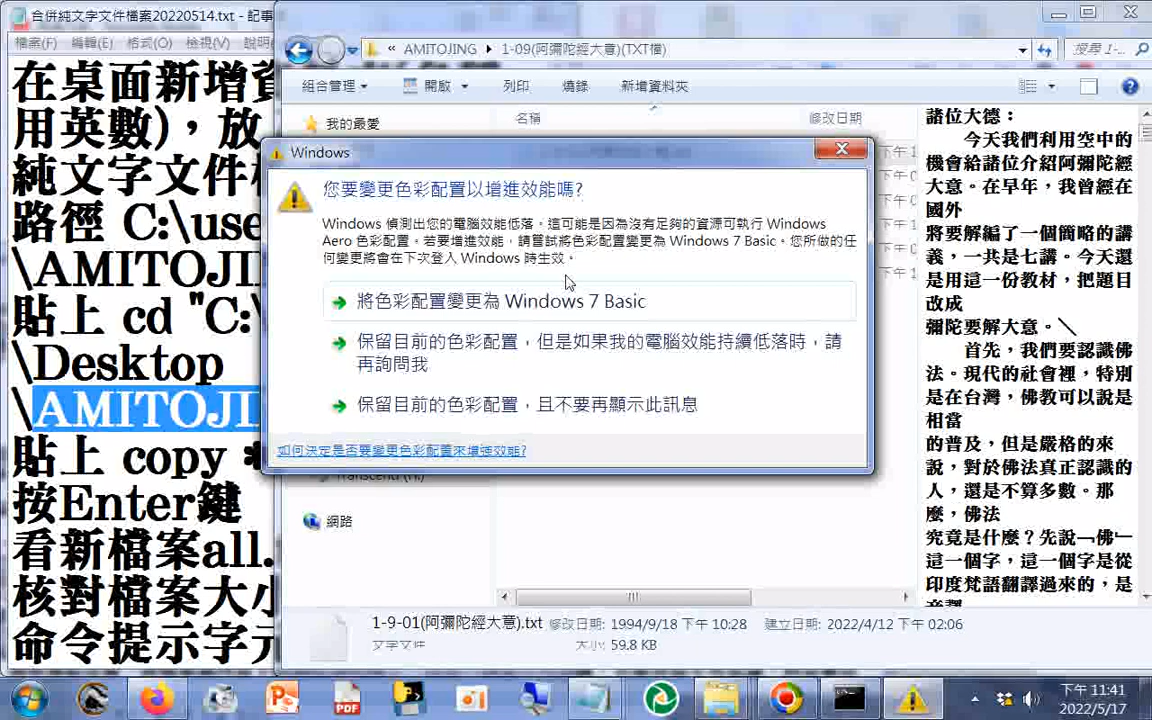 合併純文字文件檔案20220514.txt - 記事
檔案(F) 編輯(E) 格式(O) 檢視(V) 說明
在桌面新增資
用英數)，放
純文字文件檔
路徑 C:\use
\AMITOJI
貼上 cd "C:\
\Desktop
\AMITOJI
貼上 copy *
按Enter鍵
看新檔案all.
核對檔案大小
命令提示字元
« AMITOJING ▸ 1-09(阿彌陀經大意)(TXT檔)
搜尋 1-...
組合管理 開啟 列印 燒錄 新增資料夾
我的最愛
名稱 修改日期
下午 1
下午 0
下午 0
下午 0
下午 0
下午 1
Windows
您要變更色彩配置以增進效能嗎?
Windows 偵測出您的電腦效能低落。這可能是因為沒有足夠的資源可執行 Windows
Aero 色彩配置。若要增進效能，請嘗試將色彩配置變更為 Windows 7 Basic。您所做的任
何變更將會在下次登入 Windows 時生效。
將色彩配置變更為 Windows 7 Basic
保留目前的色彩配置，但是如果我的電腦效能持續低落時，請
再詢問我
保留目前的色彩配置，且不要再顯示此訊息
如何決定是否要變更色彩配置來增強效能?
Transcend (H:)
網路
諸位大德：
今天我們利用空中的
機會給諸位介紹阿彌陀經
大意。在早年，我曾經在
國外
將要解編了一個簡略的講
義，一共是七講。今天還
是用這一份教材，把題目
改成
彌陀要解大意。＼
首先，我們要認識佛
法。現代的社會裡，特別
是在台灣，佛教可以說是
相當
的普及，但是嚴格的來
說，對於佛法真正認識的
人，還是不算多數。那
麼，佛法
究竟是什麼？先說﹁佛﹂
這一個字，這一個字是從
印度梵語翻譯過來的，是
音譯
1-9-01(阿彌陀經大意).txt 修改日期: 1994/9/18 下午 10:28 建立日期: 2022/4/12 下午 02:06
文字文件 大小: 59.8 KB
下午 11:41
2022/5/17